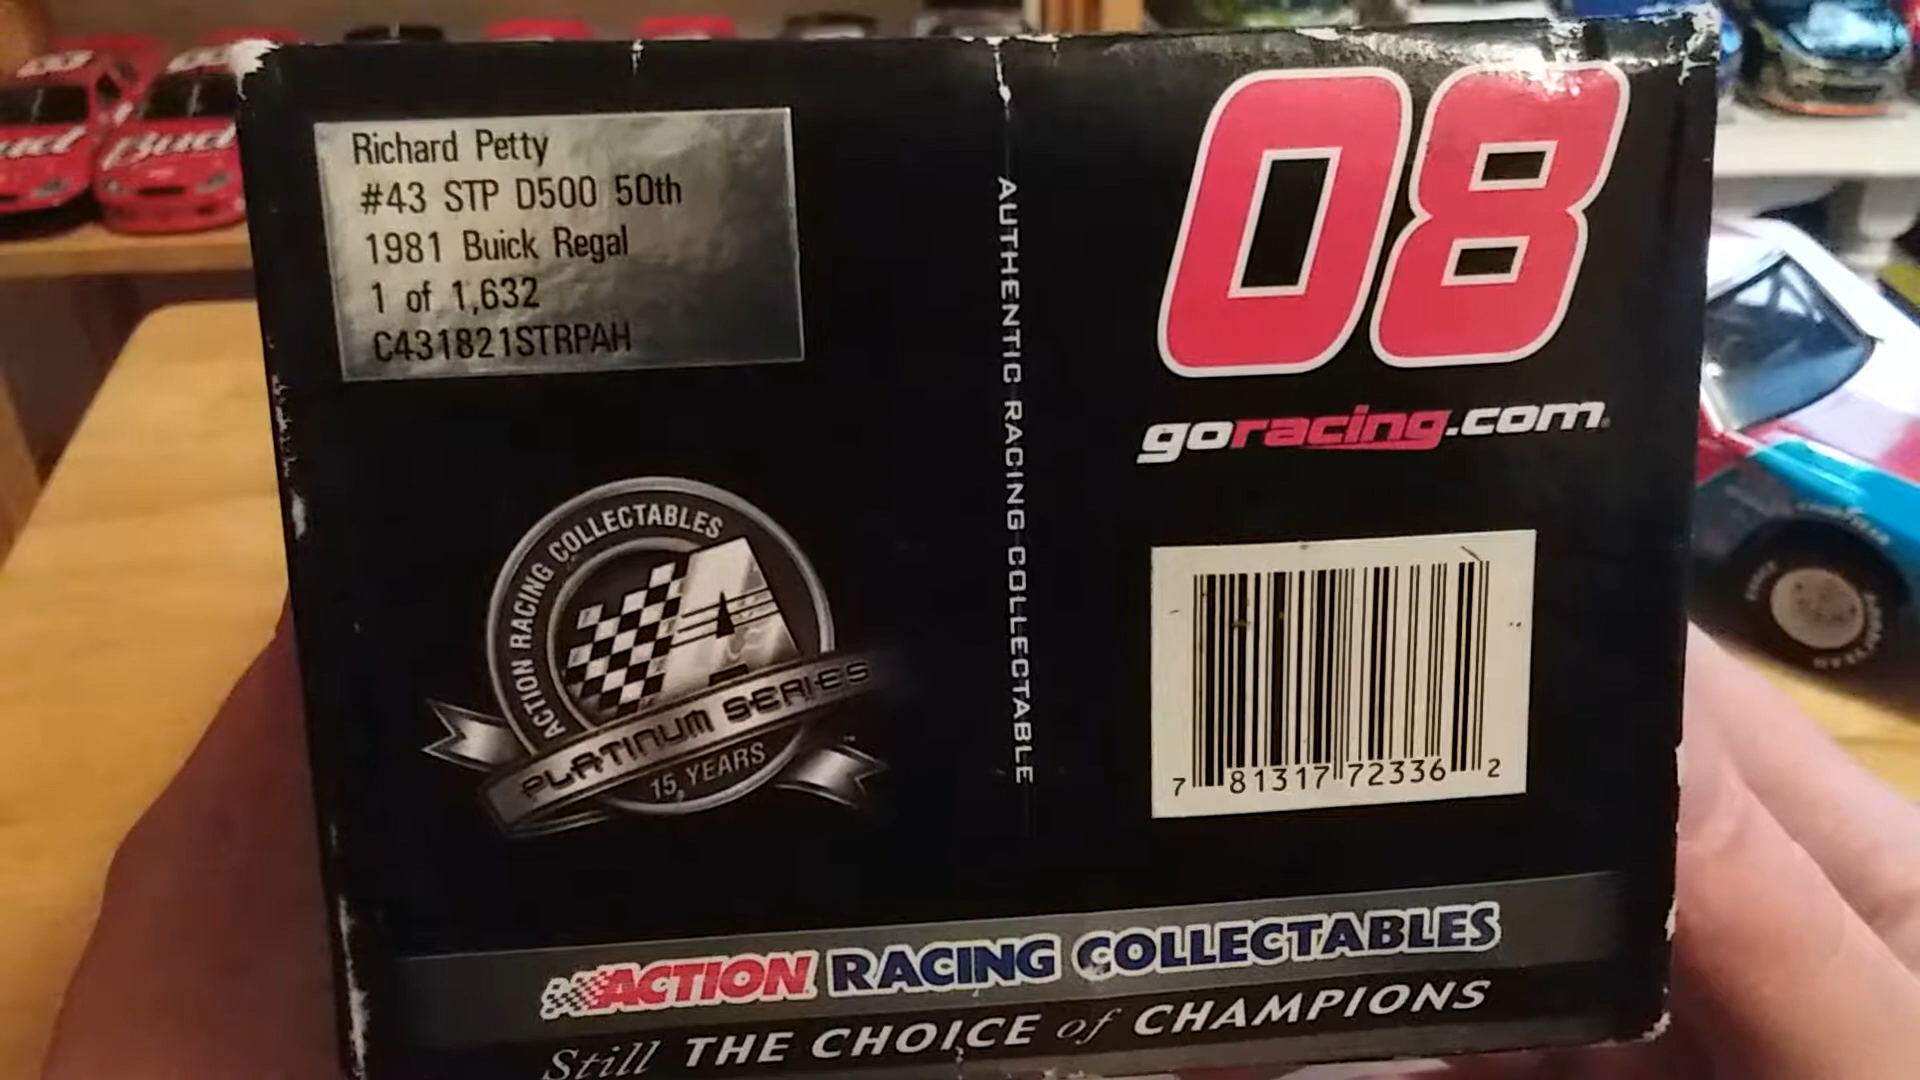 Richard Petty
#43 STP D500 50th
1981 Buick Regal
1 of 1,632
C431821STRPAH
ACTION RACING COLLECTABLES
A
PLATINUM SERIES
15 YEARS
AUTHENTIC RACING COLLECTABLE
08
goracing.com
7 81317 72336 2
ACTION RACING COLLECTABLES
Still THE CHOICE of CHAMPIONS
Bud